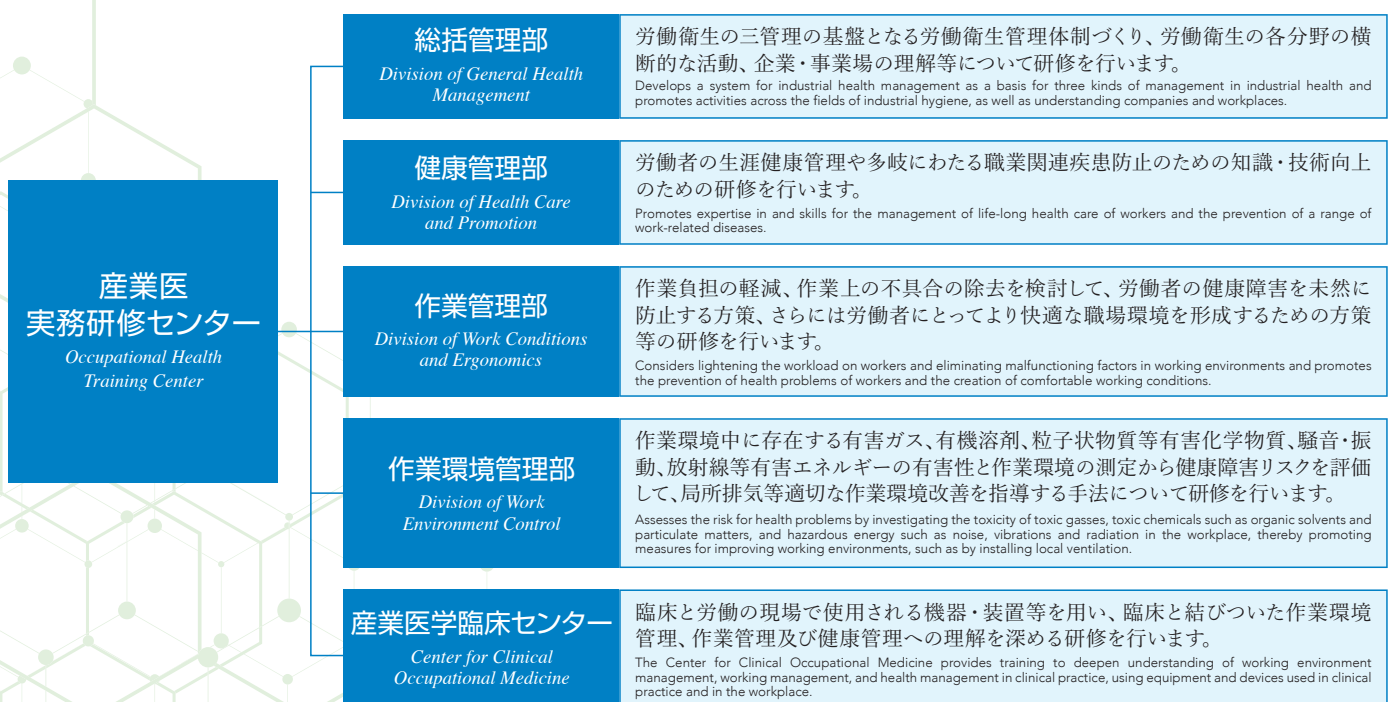 産業医
実務研修センター
Occupational Health
Training Center
総括管理部
Division of General Health
Management
労働衛生の三管理の基盤となる労働衛生管理体制づくり、労働衛生の各分野の横
断的な活動、企業・事業場の理解等について研修を行います。
Develops a system for industrial health management as a basis for three kinds of management in industrial health and
promotes activities across the fields of industrial hygiene, as well as understanding companies and workplaces.
健康管理部
Division of Health Care
and Promotion
労働者の生涯健康管理や多岐にわたる職業関連疾患防止のための知識・技術向上
のための研修を行います。
Promotes expertise in and skills for the management of life-long health care of workers and the prevention of a range of
work-related diseases.
作業管理部
Division of Work Conditions
and Ergonomics
作業負担の軽減、作業上の不具合の除去を検討して、労働者の健康障害を未然に
防止する方策、さらには労働者にとってより快適な職場環境を形成するための方策
等の研修を行います。
Considers lightening the workload on workers and eliminating malfunctioning factors in working environments and promotes
the prevention of health problems of workers and the creation of comfortable working conditions.
作業環境管理部
Division of Work
Environment Control
作業環境中に存在する有害ガス、有機溶剤、粒子状物質等有害化学物質、騒音・振
動、放射線等有害エネルギーの有害性と作業環境の測定から健康障害リスクを評価
して、局所排気等適切な作業環境改善を指導する手法について研修を行います。
Assesses the risk for health problems by investigating the toxicity of toxic gasses, toxic chemicals such as organic solvents and
particulate matters, and hazardous energy such as noise, vibrations and radiation in the workplace, thereby promoting
measures for improving working environments, such as by installing local ventilation.
産業医学臨床センター
Center for Clinical
Occupational Medicine
臨床と労働の現場で使用される機器・装置等を用い、臨床と結びついた作業環境
管理、作業管理及び健康管理への理解を深める研修を行います。
The Center for Clinical Occupational Medicine provides training to deepen understanding of working environment
management, working management, and health management in clinical practice, using equipment and devices used in clinical
practice and in the workplace.